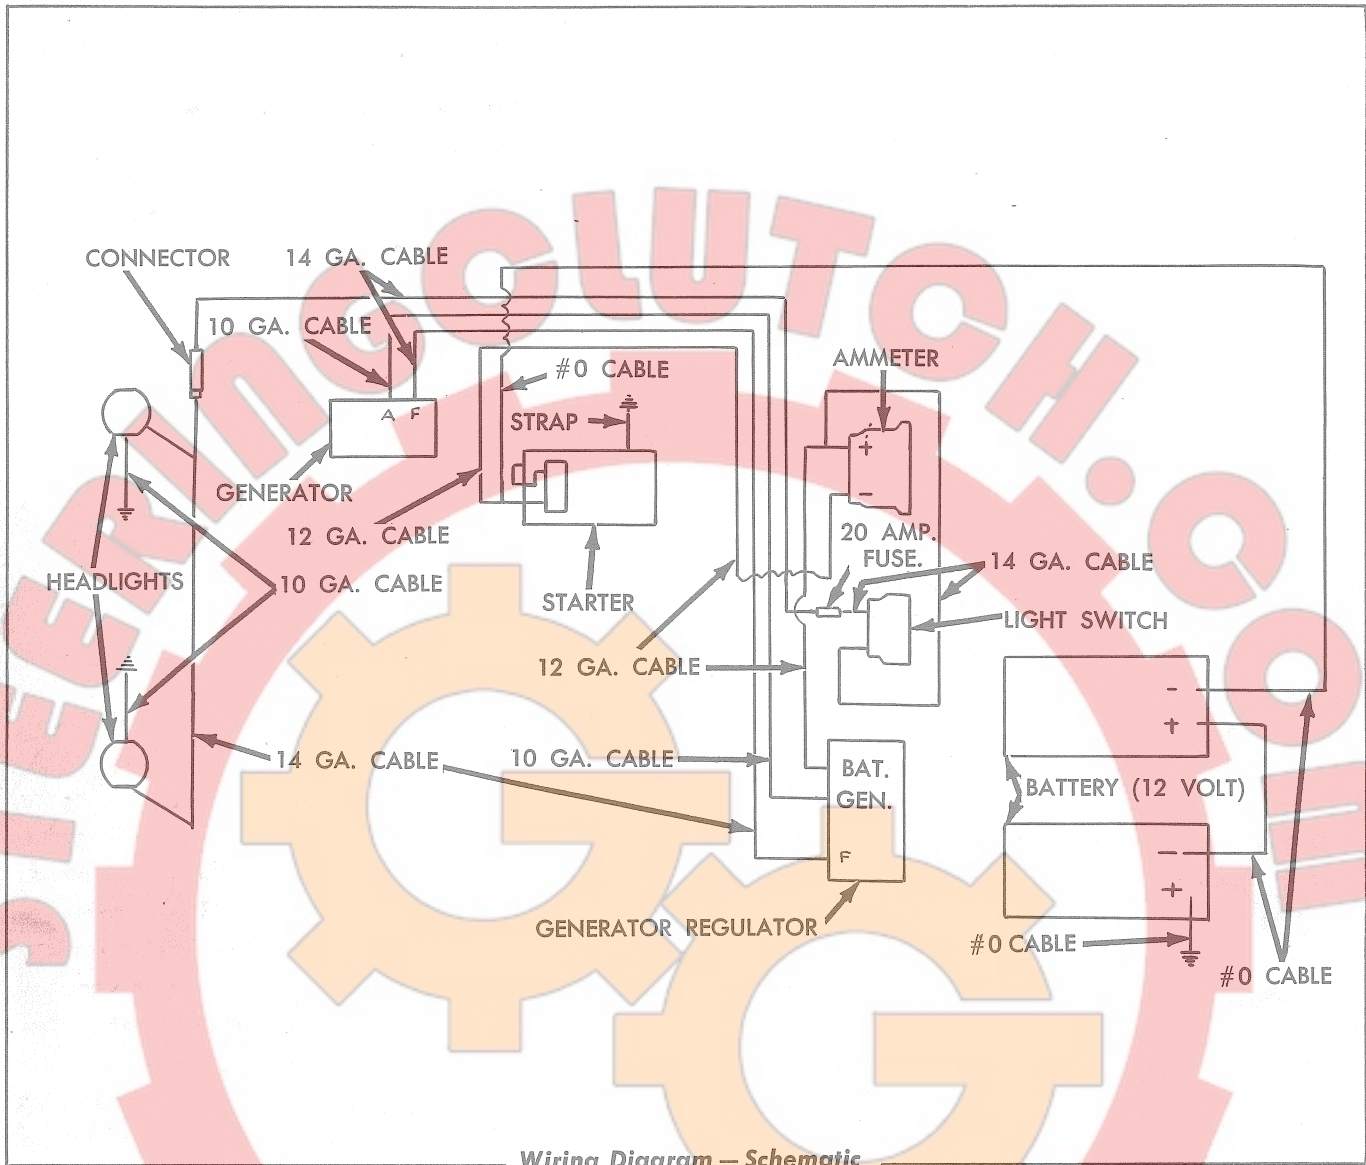 CONNECTOR
14 GA. CABLE
10 GA. CABLE
A F
GENERATOR
#0 CABLE
STRAP
12 GA. CABLE
STARTER
HEADLIGHTS
10 GA. CABLE
14 GA. CABLE
AMMETER
+
-
20 AMP.
FUSE.
14 GA. CABLE
LIGHT SWITCH
12 GA. CABLE
10 GA. CABLE
BAT.
GEN.
F
GENERATOR REGULATOR
-
+
BATTERY (12 VOLT)
-
+
#0 CABLE
#0 CABLE
STEERINGCLUTCH.COM
Wiring Diagram — Schematic